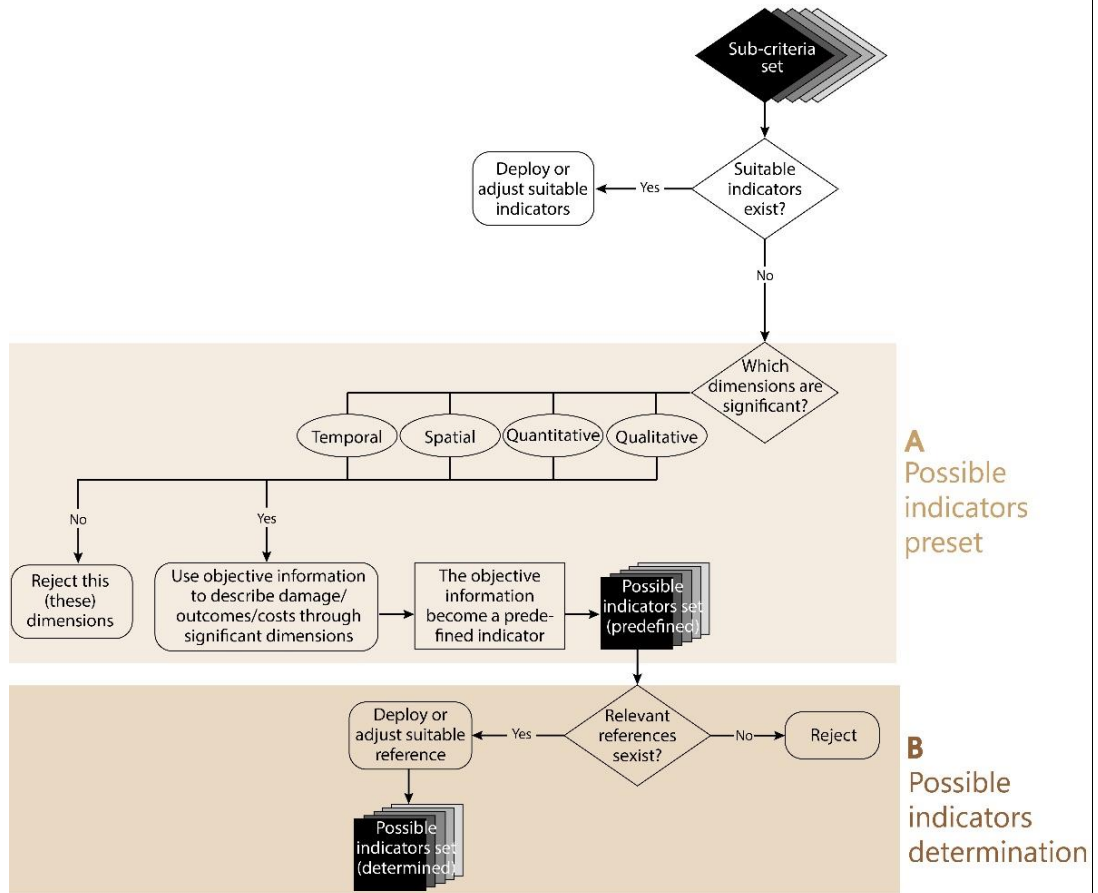 Sub-criteria
set
Suitable
indicators
exist?
Yes
Deploy or
adjust suitable
indicators
No
Which
dimensions are
significant?
Temporal
Spatial
Quantitative
Qualitative
No
Yes
Reject this
(these)
dimensions
Use objective information
to describe damage/
outcomes/costs through
significant dimensions
The objective
information
become a prede-
fined indicator
Possible
indicators set
(predefined)
A
Possible
indicators
preset
Relevant
references
sexist?
Yes
No
Deploy or
adjust suitable
reference
Reject
Possible
indicators set
(determined)
B
Possible
indicators
determination